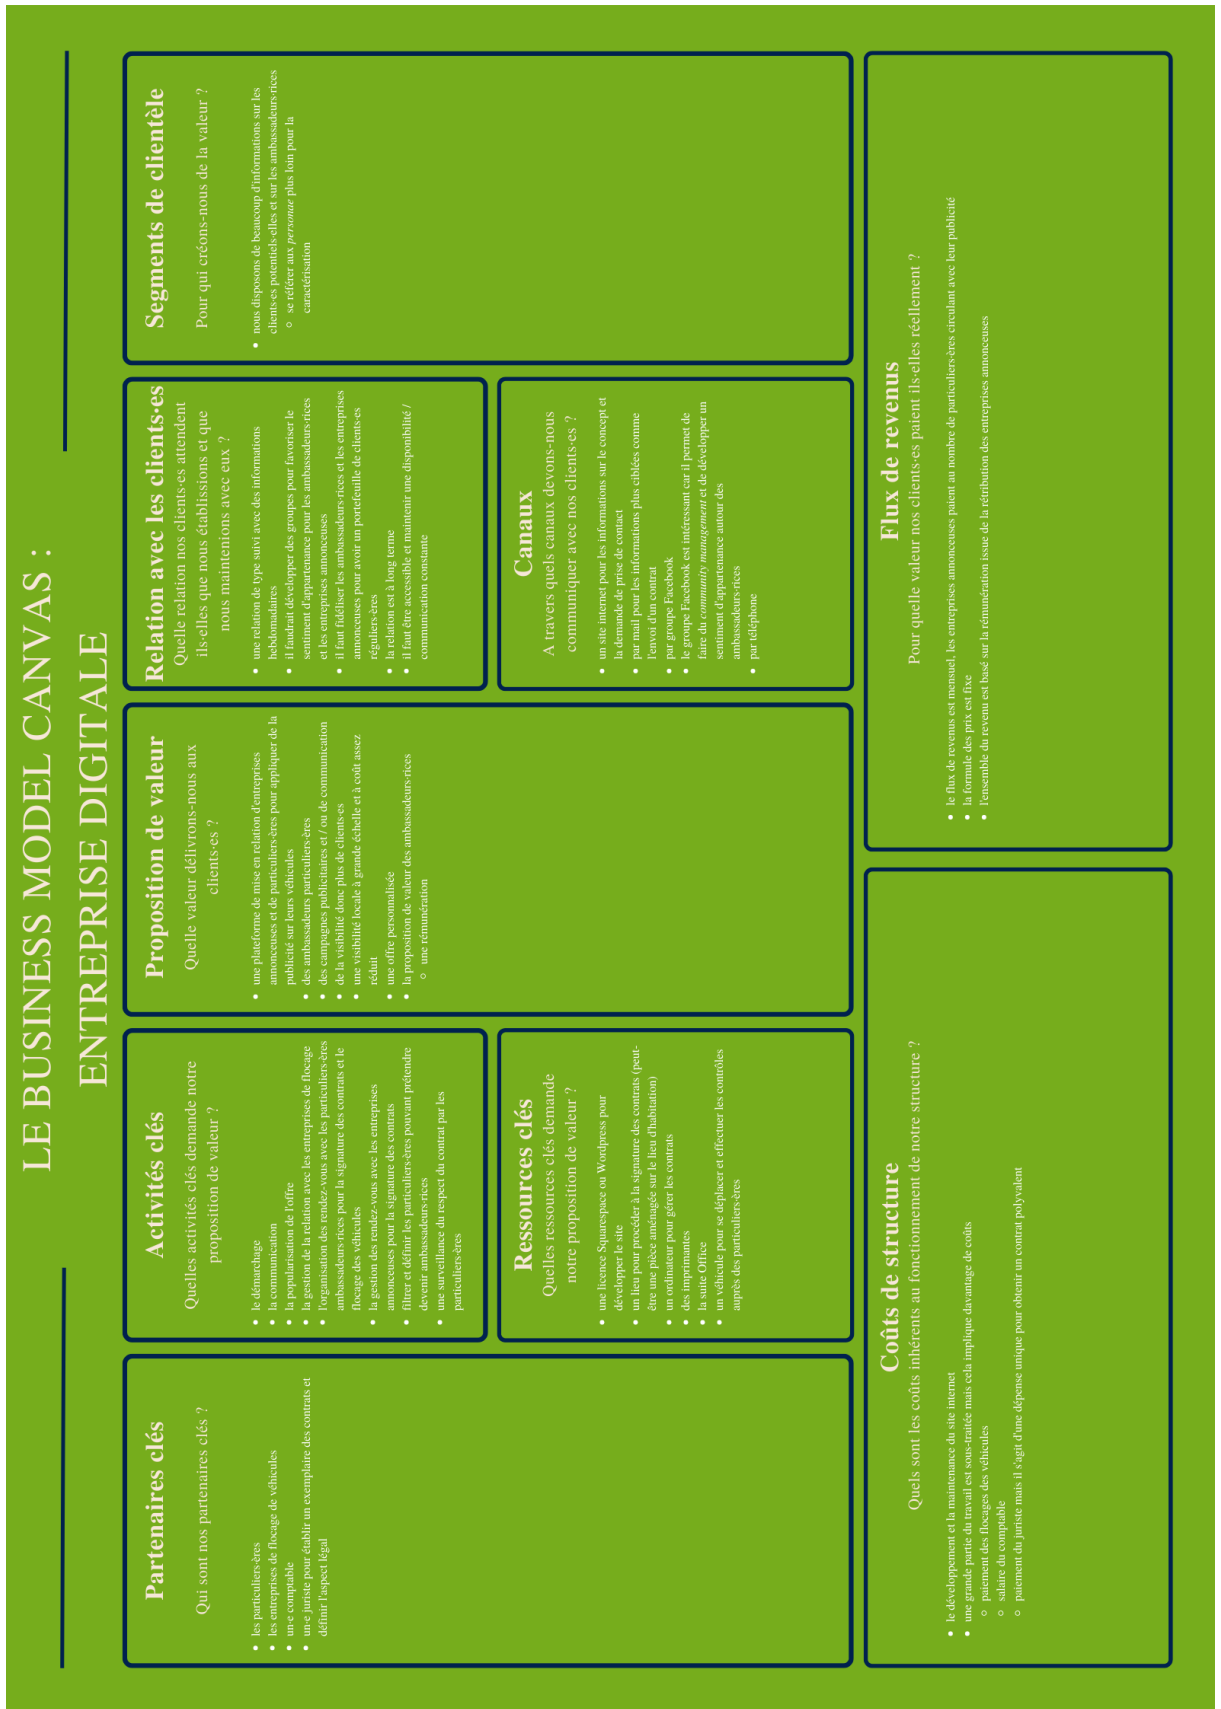 LE BUSINESS MODEL CANVAS :
ENTREPRISE DIGITALE
Partenaires clés
Qui sont nos partenaires clés ?
• les particuliers·ères
• les entreprises de flocage de véhicules
• un·e comptable
• un·e juriste pour établir un exemplaire des contrats et
définir l'aspect légal
Activités clés
Quelles activités clés demande notre
proposition de valeur ?
• le démarchage
• la communication
• la popularisation de l'offre
• la gestion de la relation avec les entreprises de flocage
• l'organisation des rendez-vous avec les particuliers·ères
ambassadeurs·rices pour la signature des contrats et le
flocage des véhicules
• la gestion des rendez-vous avec les entreprises
annonceuses pour la signature des contrats
• filtrer et définir les particuliers·ères pouvant prétendre
devenir ambassadeurs·rices
• une surveillance du respect du contrat par les
particuliers·ères
Ressources clés
Quelles ressources clés demande
notre proposition de valeur ?
• une licence Squarespace ou Wordpress pour
développer le site
• un lieu pour procéder à la signature des contrats (peut-
être une pièce aménagée sur le lieu d'habitation)
• un ordinateur pour gérer les contrats
• des imprimantes
• la suite Office
• un véhicule pour se déplacer et effectuer les contrôles
auprès des particuliers·ères
Proposition de valeur
Quelle valeur délivrons-nous aux
clients·es ?
• une plateforme de mise en relation d'entreprises
annonceuses et de particuliers·ères pour appliquer de la
publicité sur leurs véhicules
• des ambassadeurs particuliers·ères
• des campagnes publicitaires et / ou de communication
• de la visibilité donc plus de clients·es
• une visibilité locale à grande échelle et à coût assez
réduit
• une offre personnalisée
• la proposition de valeur des ambassadeurs·rices
○ une rémunération
Relation avec les clients·es
Quelle relation nos clients·es attendent
ils·elles que nous établissions et que
nous maintenions avec eux ?
• une relation de type suivi avec des informations
hebdomadaires
• il faudrait développer des groupes pour favoriser le
sentiment d'appartenance pour les ambassadeurs·rices
et les entreprises annonceuses
• il faut fidéliser les ambassadeurs·rices et les entreprises
annonceuses pour avoir un portefeuille de clients·es
réguliers·ères
• la relation est à long terme
• il faut être accessible et maintenir une disponibilité /
communication constante
Canaux
A travers quels canaux devons-nous
communiquer avec nos clients·es ?
• un site internet pour les informations sur le concept et
la demande de prise de contact
• par mail pour les informations plus ciblées comme
l'envoi d'un contrat
• par groupe Facebook
• le groupe Facebook est intéressant car il permet de
faire du community management et de développer un
sentiment d'appartenance autour des
ambassadeurs·rices
• par téléphone
Segments de clientèle
Pour qui créons-nous de la valeur ?
• nous disposons de beaucoup d'informations sur les
clients·es potentiels·elles et sur les ambassadeurs·rices
○ se référer aux personae plus loin pour la
caractérisation
Coûts de structure
Quels sont les coûts inhérents au fonctionnement de notre structure ?
• le développement et la maintenance du site internet
• une grande partie du travail est sous-traitée mais cela implique davantage de coûts
○ paiement des flocages des véhicules
○ salaire du comptable
○ paiement du juriste mais il s'agit d'une dépense unique pour obtenir un contrat polyvalent
Flux de revenus
Pour quelle valeur nos clients·es paient ils·elles réellement ?
• le flux de revenus est mensuel, les entreprises annonceuses paient au nombre de particuliers·ères circulant avec leur publicité
• la formule des prix est fixe
• l'ensemble du revenu est basé sur la rémunération issue de la rétribution des entreprises annonceuses